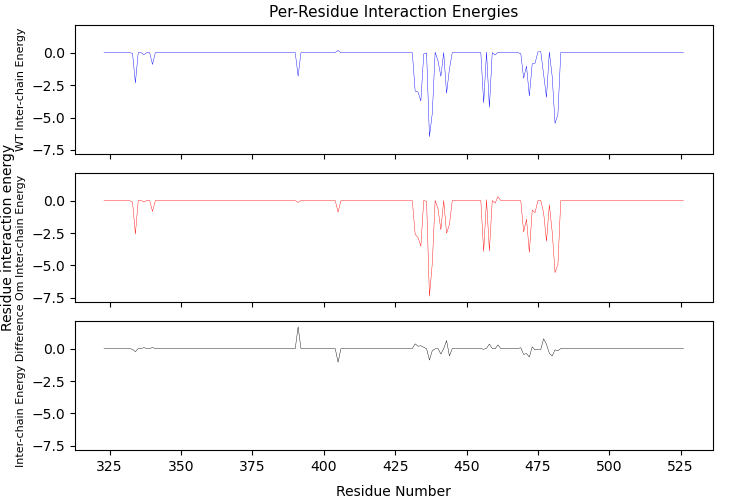 Per-Residue Interaction Energies
WT Inter-chain Energy
0.0
−2.5
−5.0
−7.5
Residue interaction energy
Om Inter-chain Energy
0.0
−2.5
−5.0
−7.5
Inter-chain Energy Difference
0.0
−2.5
−5.0
−7.5
325 350 375 400 425 450 475 500 525
Residue Number